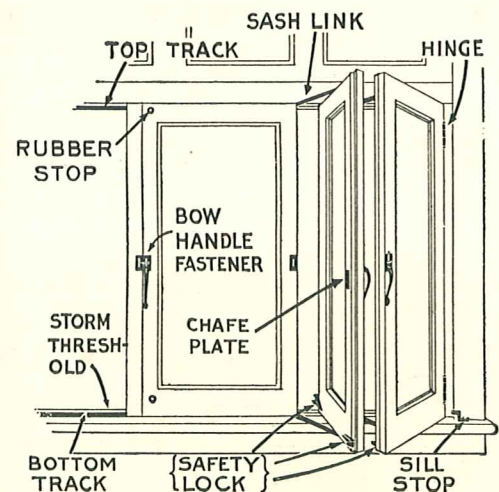 SASH LINK
TOP TRACK
HINGE
RUBBER
STOP
BOW
HANDLE
FASTENER
CHAFE
PLATE
STORM
THRESH-
OLD
BOTTOM
TRACK
{SAFETY}
{LOCK}
SILL
STOP